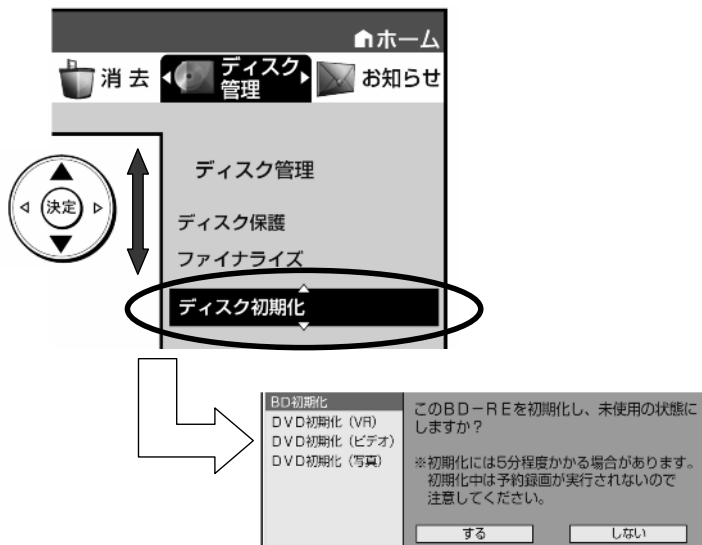 ホーム
消去
ディスク
管理
お知らせ
ディスク管理
決定
ディスク保護
ファイナライズ
ディスク初期化
BD初期化
DVD初期化（VR）
DVD初期化（ビデオ）
DVD初期化（写真）
このBD－REを初期化し、未使用の状態に
しますか？
※初期化には5分程度かかる場合があります。
初期化中は予約録画が実行されないので
注意してください。
する
しない